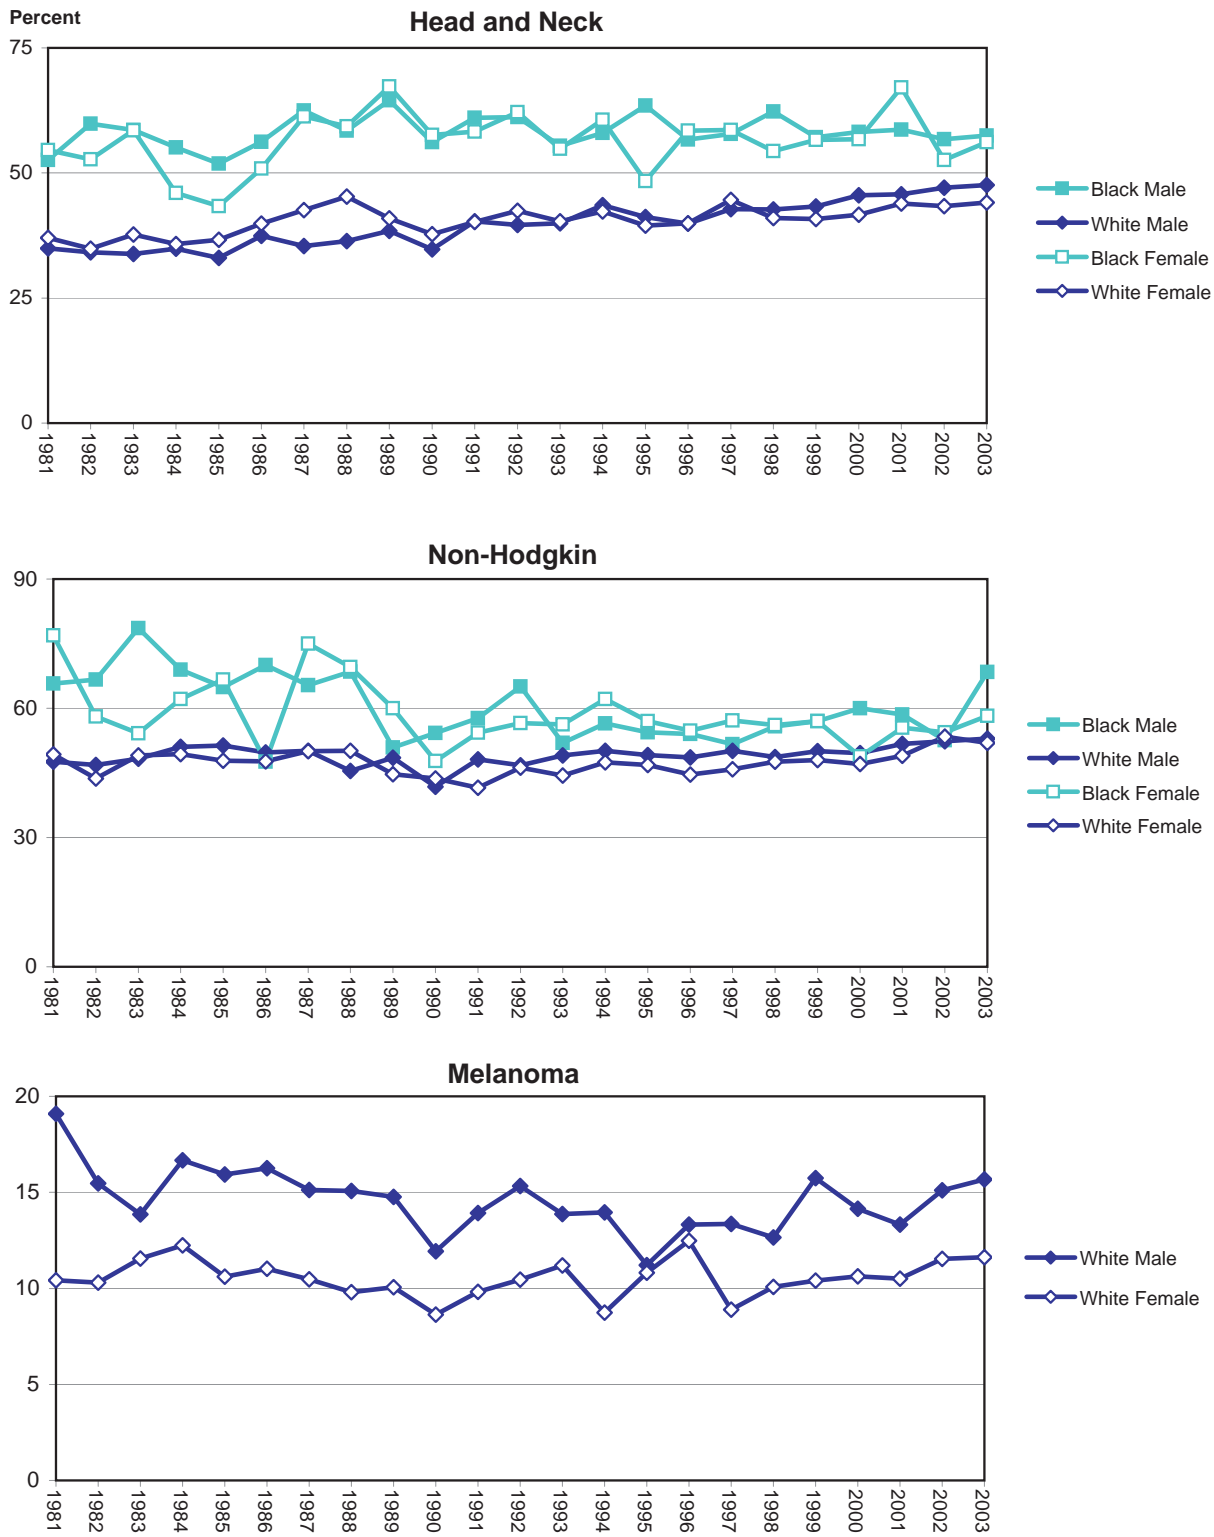 Percent
Head and Neck
75
50
25
0
1981 1982 1983 1984 1985 1986 1987 1988 1989 1990 1991 1992 1993 1994 1995 1996 1997 1998 1999 2000 2001 2002 2003
Black Male
White Male
Black Female
White Female
Non-Hodgkin
90
60
30
0
1981 1982 1983 1984 1985 1986 1987 1988 1989 1990 1991 1992 1993 1994 1995 1996 1997 1998 1999 2000 2001 2002 2003
Black Male
White Male
Black Female
White Female
Melanoma
20
15
10
5
0
1981 1982 1983 1984 1985 1986 1987 1988 1989 1990 1991 1992 1993 1994 1995 1996 1997 1998 1999 2000 2001 2002 2003
White Male
White Female